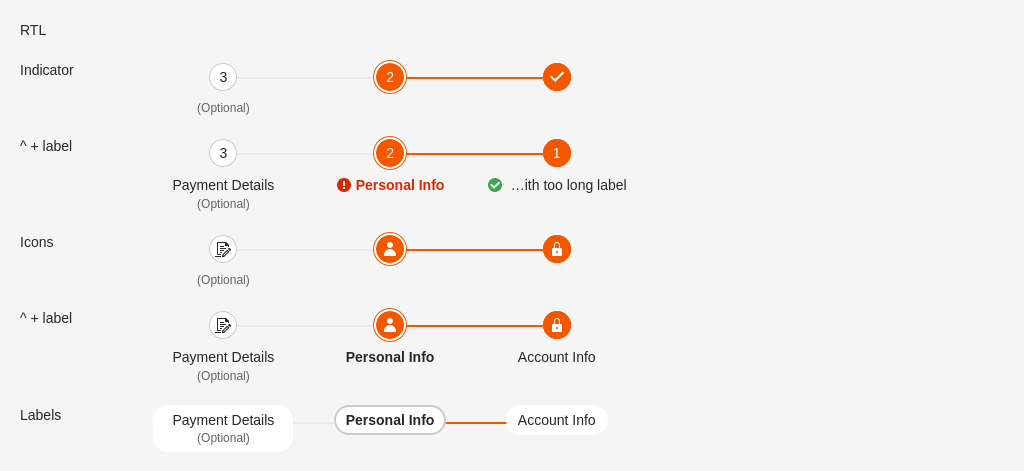 RTL
Indicator
3 2
(Optional)
^ + label
3 2 1
Payment Details Personal Info …ith too long label
(Optional)
Icons
(Optional)
^ + label
Payment Details Personal Info Account Info
(Optional)
Labels
Payment Details Personal Info Account Info
(Optional)